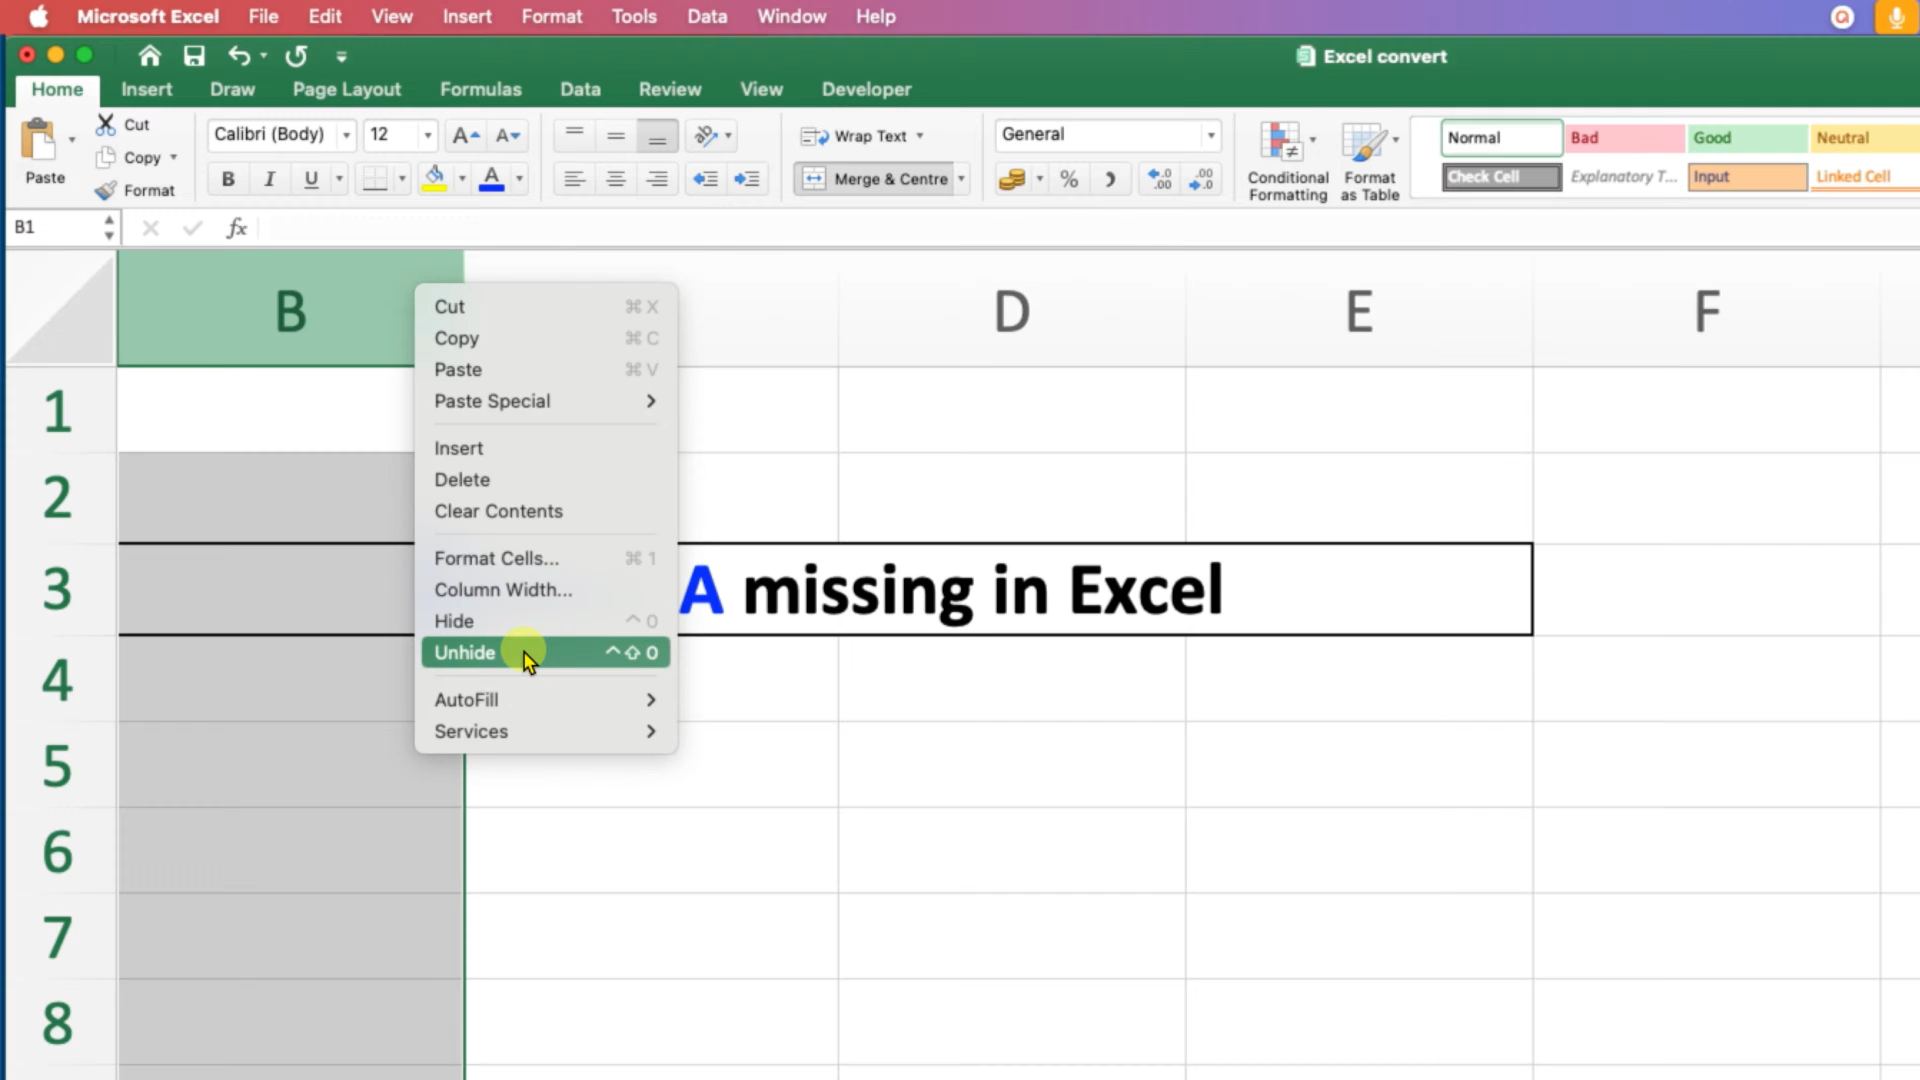 Microsoft Excel File Edit View Insert Format Tools Data Window Help
Excel convert
Home Insert Draw Page Layout Formulas Data Review View Developer
Paste
Cut
Copy
Format
Calibri (Body) 12
B I U
A A
A
Wrap Text
Merge & Centre
General
%
.0 .00
.00 .0
Conditional Formatting
Format as Table
Normal Bad Good Neutral
Check Cell Explanatory T... Input Linked Cell
B1 fx
B D E F
1
2
3
4
5
6
7
8
A missing in Excel
Cut ⌘ X
Copy ⌘ C
Paste ⌘ V
Paste Special
Insert
Delete
Clear Contents
Format Cells... ⌘ 1
Column Width...
Hide ^ 0
Unhide ^⇧ 0
AutoFill
Services